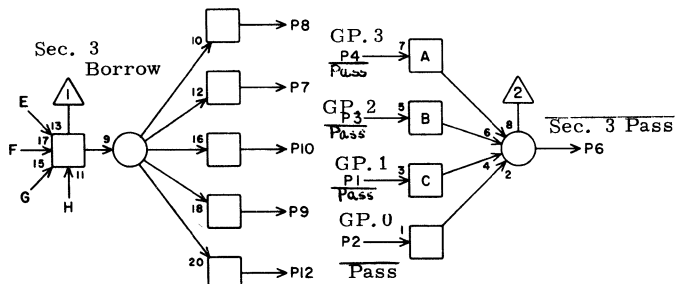 Sec. 3
Borrow
1
E
F
G
H
13
17
15
11
9
10
12
16
18
20
P8
P7
P10
P9
P12
GP. 3
P4
Pass
7
A
GP. 2
P3
Pass
5
B
GP. 1
P1
Pass
3
C
GP. 0
P2
Pass
1
2
8
6
4
2
Sec. 3 Pass
P6